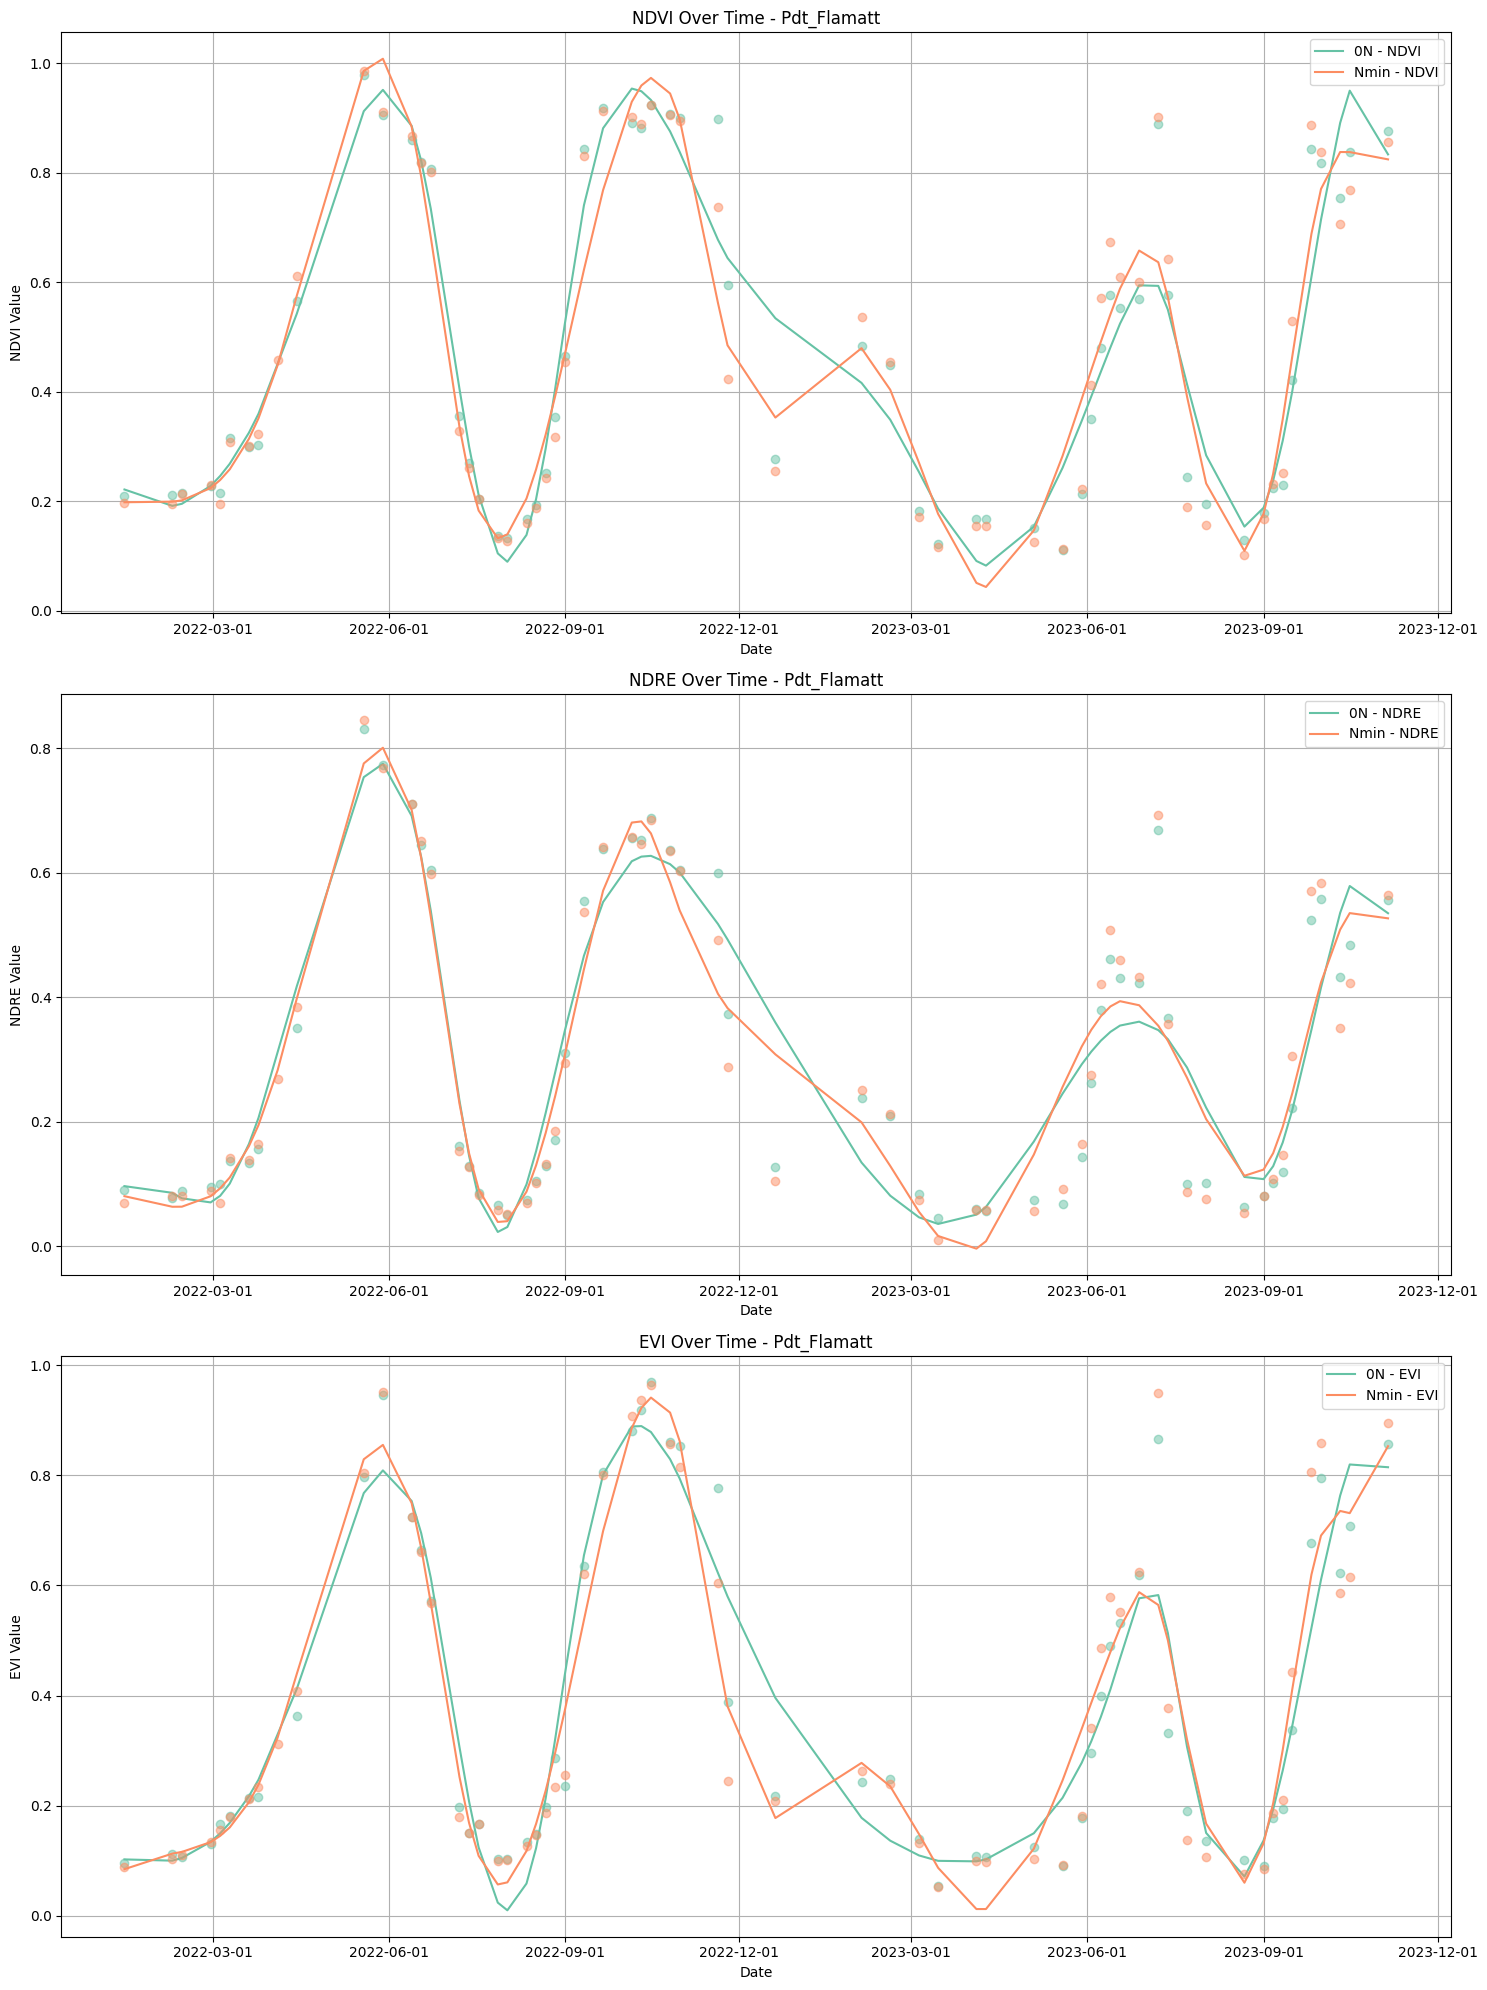 NDVI Over Time - Pdt_Flamatt
1.0
0.8
0.6
0.4
0.2
0.0
NDVI Value
0N - NDVI
Nmin - NDVI
2022-03-01 2022-06-01 2022-09-01 2022-12-01 2023-03-01 2023-06-01 2023-09-01 2023-12-01
Date
NDRE Over Time - Pdt_Flamatt
0.8
0.6
0.4
0.2
0.0
NDRE Value
0N - NDRE
Nmin - NDRE
2022-03-01 2022-06-01 2022-09-01 2022-12-01 2023-03-01 2023-06-01 2023-09-01 2023-12-01
Date
EVI Over Time - Pdt_Flamatt
1.0
0.8
0.6
0.4
0.2
0.0
EVI Value
0N - EVI
Nmin - EVI
2022-03-01 2022-06-01 2022-09-01 2022-12-01 2023-03-01 2023-06-01 2023-09-01 2023-12-01
Date